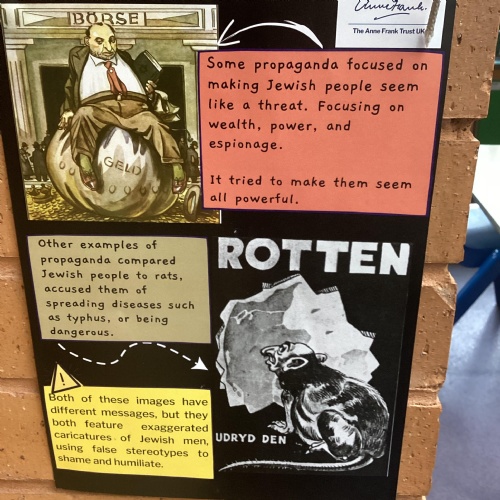 BÖRSE
Anne Frank.
The Anne Frank Trust UK
Some propaganda focused on
making Jewish people seem
like a threat. Focusing on
wealth, power, and
espionage.
It tried to make them seem
all powerful.
GELD
Other examples of
propaganda compared
Jewish people to rats,
accused them of
spreading diseases such
as typhus, or being
dangerous.
ROTTEN
UDRYD DEN
Both of these images have
different messages, but they
both feature exaggerated
caricatures of Jewish men,
using false stereotypes to
shame and humiliate.